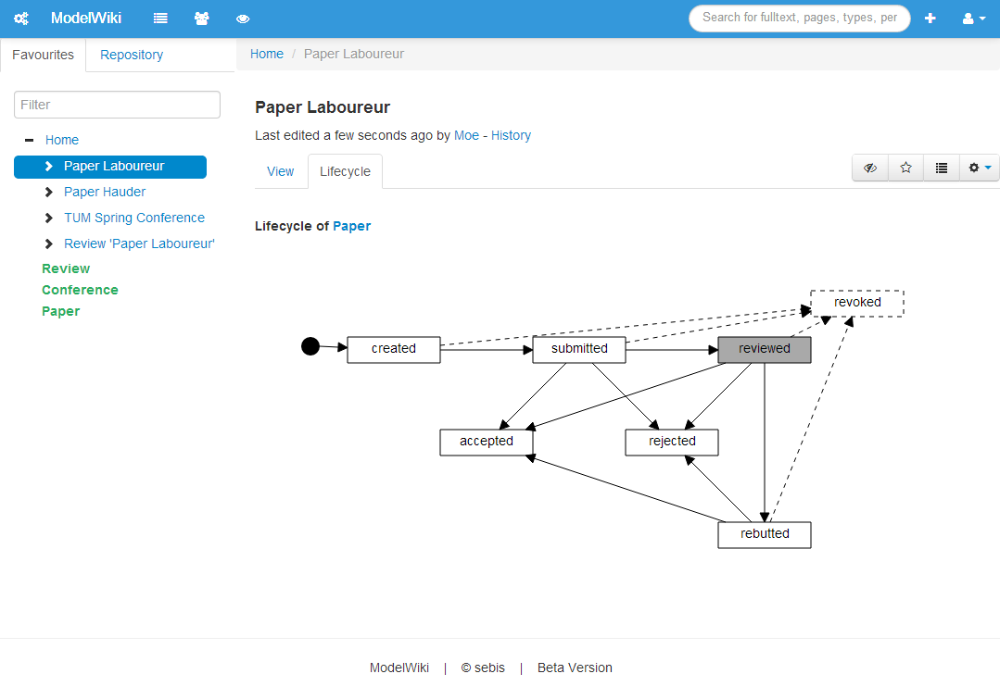 ModelWiki Search for fulltext, pages, types, per
Favourites Repository Home / Paper Laboureur
Filter
Home
Paper Laboureur
Paper Hauder
TUM Spring Conference
Review 'Paper Laboureur'
Review
Conference
Paper
Paper Laboureur
Last edited a few seconds ago by Moe - History
View Lifecycle
Lifecycle of Paper
revoked
created submitted reviewed
accepted rejected
rebutted
ModelWiki | © sebis | Beta Version